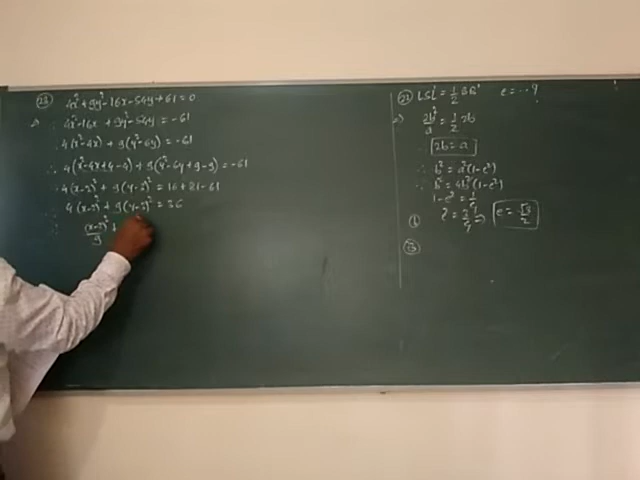 (23) 4x²+9y²-16x-54y+61=0
⇒ 4x²-16x + 9y²-54y = -61
∴ 4(x²-4x) + 9(y²-6y) = -61
∴ 4(x²-4x+4-4) + 9(y²-6y+9-9) = -61
∴ 4(x-2)² + 9(y-3)² = 16+81-61
∴ 4(x-2)² + 9(y-3)² = 36
∴ (x-2)²/9 +
(22) LSL' = 1/2 BB' e = ...?
⇒ 2b²/a = 1/2 2b
∴ 2b = a
∴ b² = a²(1-e²)
∴ b² = 4b²(1-e²)
1-e² = 1/4
(b) e² = 3/4 ⇒ e = √3/2